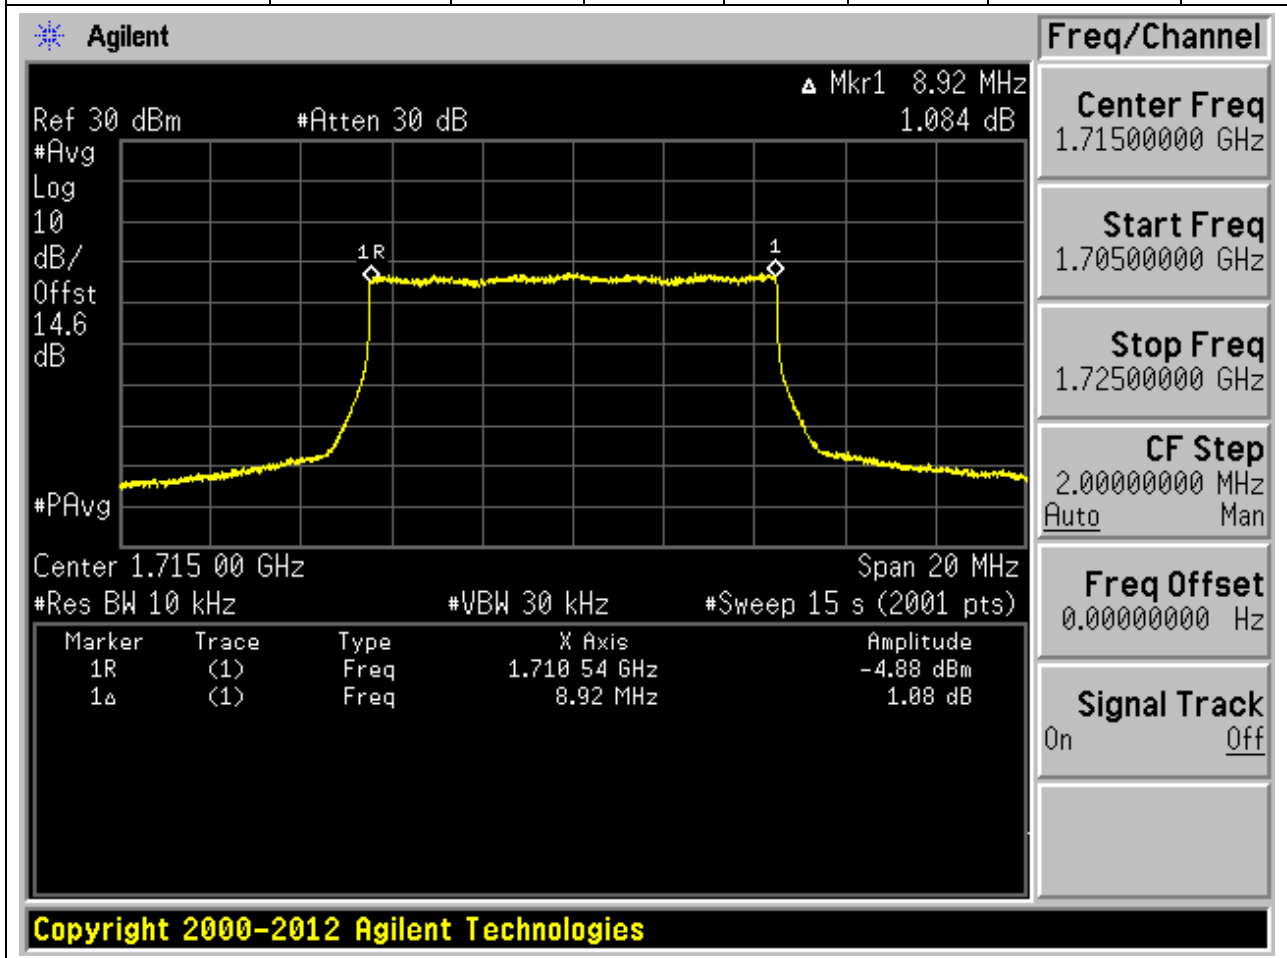 Agilent
Freq/Channel
Δ Mkr1 8.92 MHz
Ref 30 dBm #Atten 30 dB 1.084 dB
#Avg
Log
10
dB/
Offst
14.6
dB
1R
1
#PAvg
Center 1.715 00 GHz Span 20 MHz
#Res BW 10 kHz #VBW 30 kHz #Sweep 15 s (2001 pts)
Marker Trace Type X Axis Amplitude
1R (1) Freq 1.710 54 GHz -4.88 dBm
1Δ (1) Freq 8.92 MHz 1.08 dB
Center Freq
1.71500000 GHz
Start Freq
1.70500000 GHz
Stop Freq
1.72500000 GHz
CF Step
2.00000000 MHz
Auto Man
Freq Offset
0.00000000 Hz
Signal Track
On Off
Copyright 2000-2012 Agilent Technologies